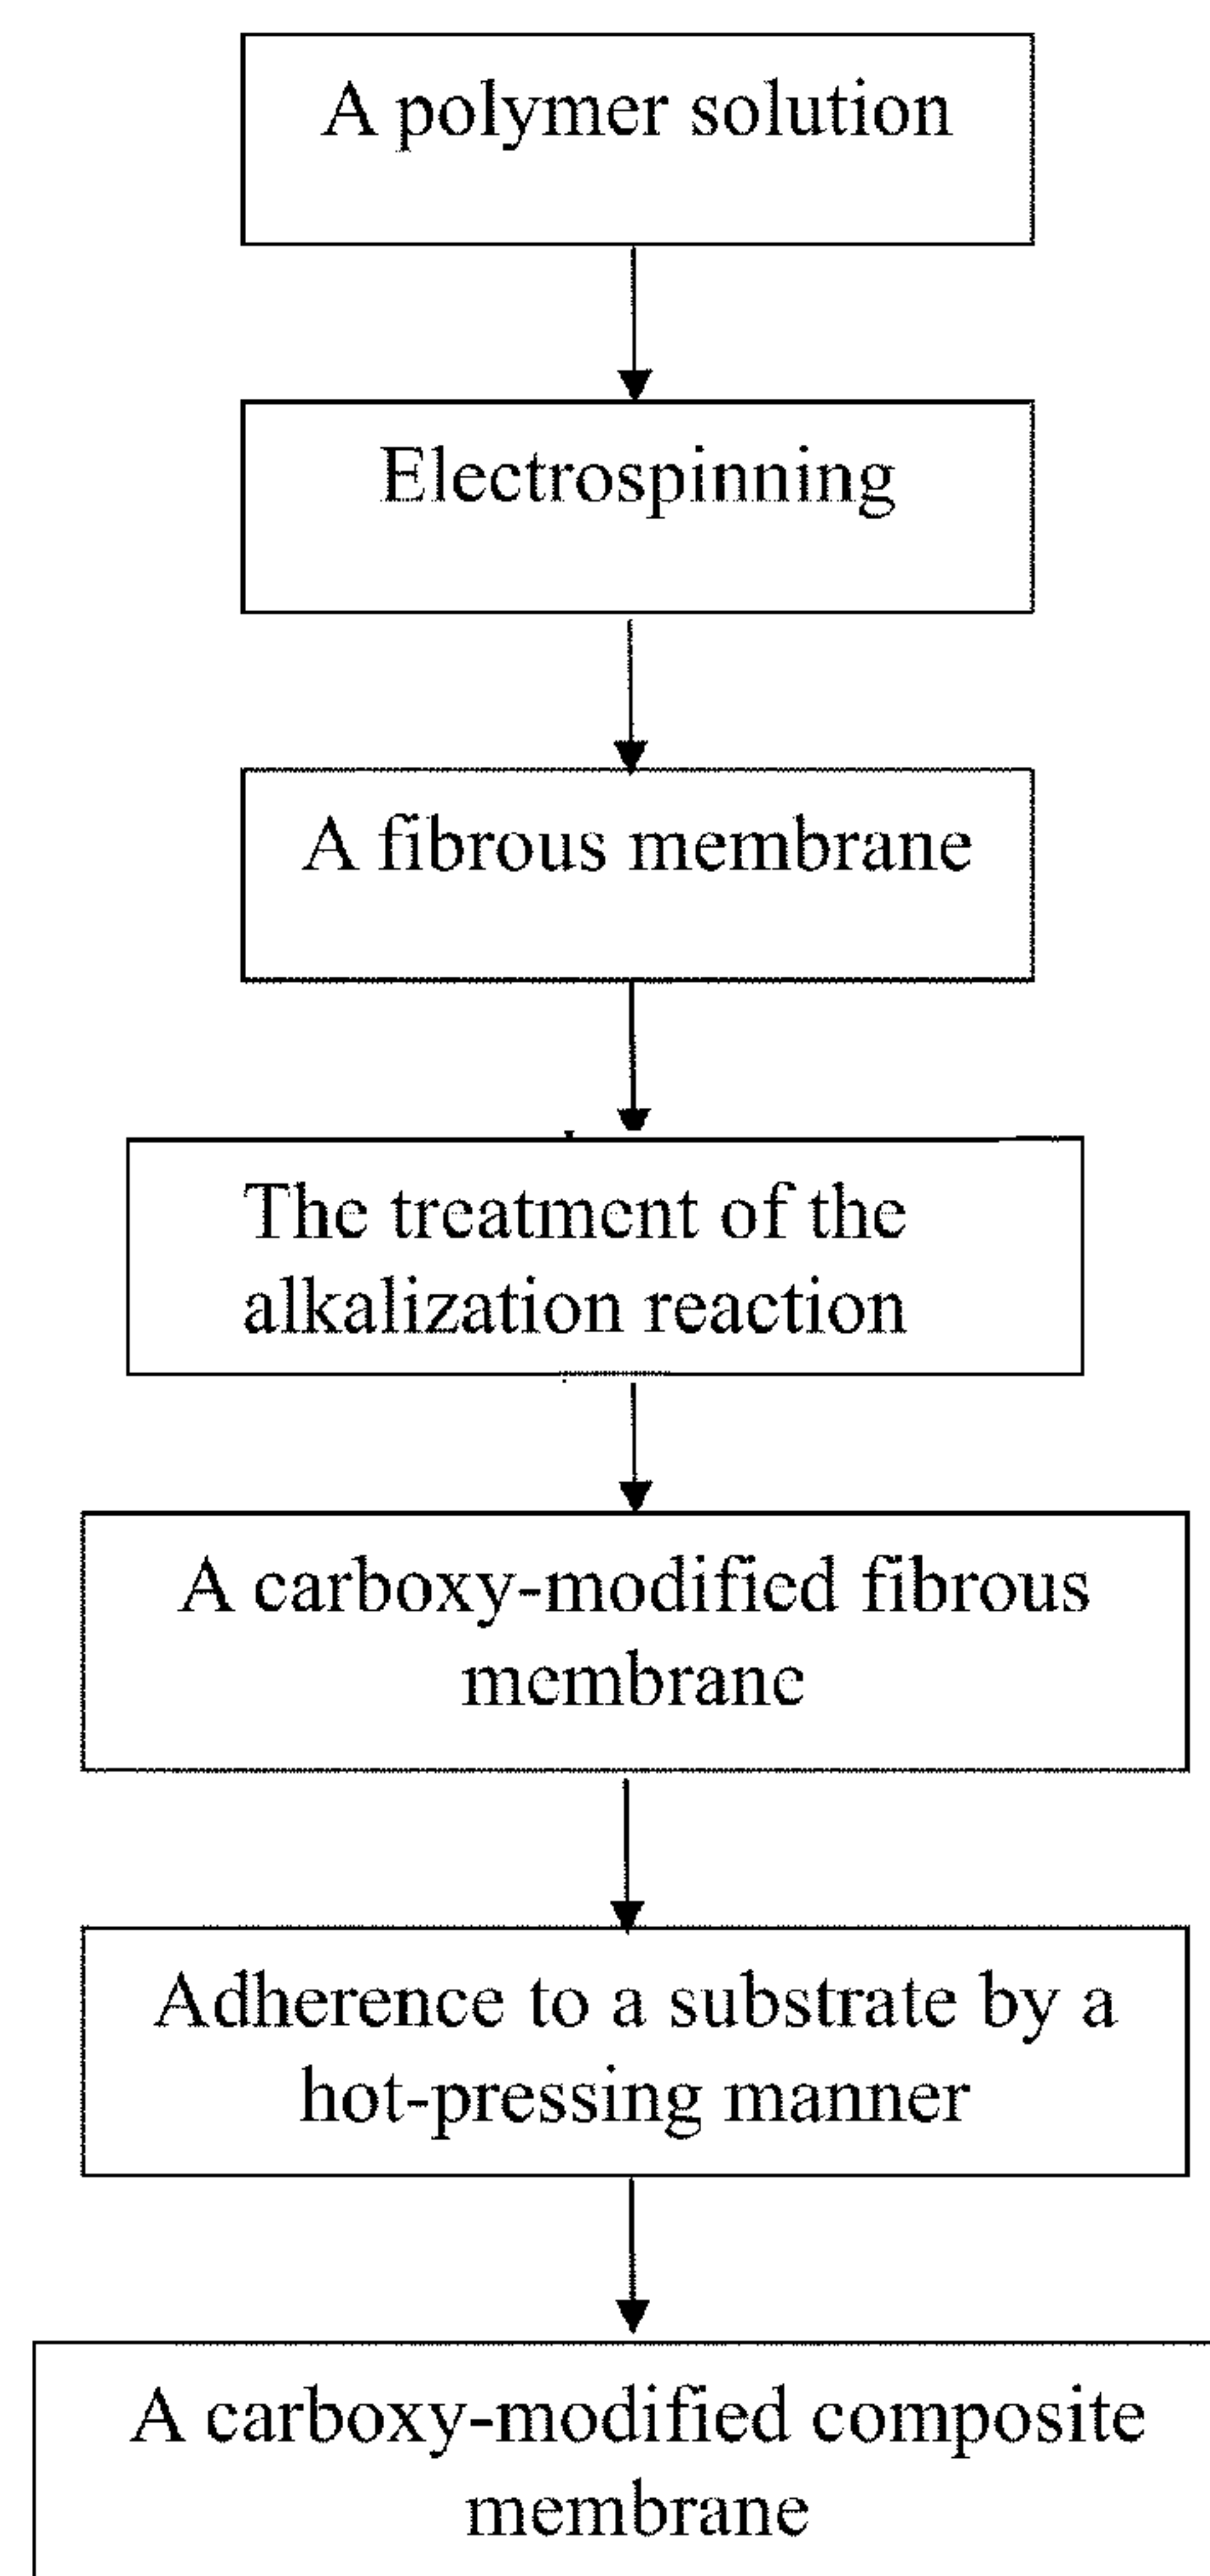 A polymer solution
Electrospinning
A fibrous membrane
The treatment of the
alkalization reaction
A carboxy-modified fibrous
membrane
Adherence to a substrate by a
hot-pressing manner
A carboxy-modified composite
membrane